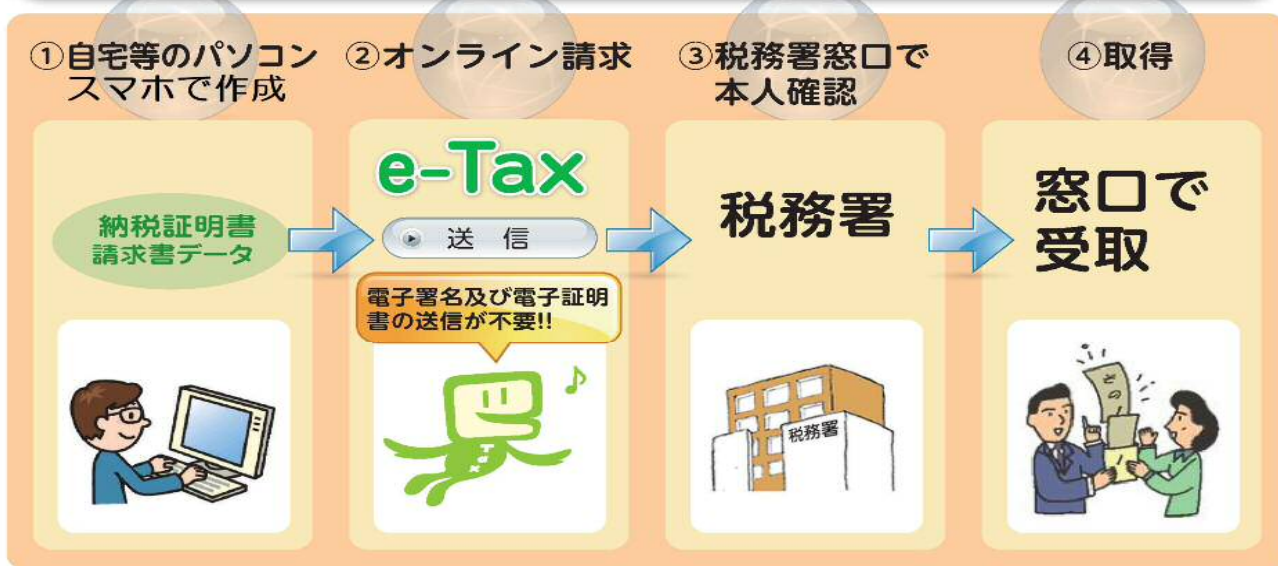 ①自宅等のパソコン
スマホで作成
②オンライン請求
③税務署窓口で
本人確認
④取得
納税証明書
請求書データ
e-Tax
送 信
電子署名及び電子証明
書の送信が不要!!
税務署
税務署
窓口で
受取